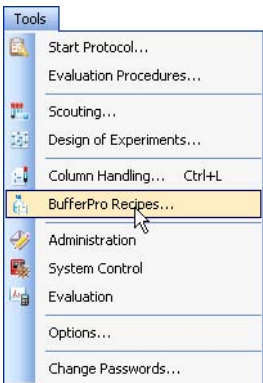 Tools
Start Protocol...
Evaluation Procedures...
Scouting...
Design of Experiments...
Column Handling... Ctrl+L
BufferPro Recipes...
Administration
System Control
Evaluation
Options...
Change Passwords...